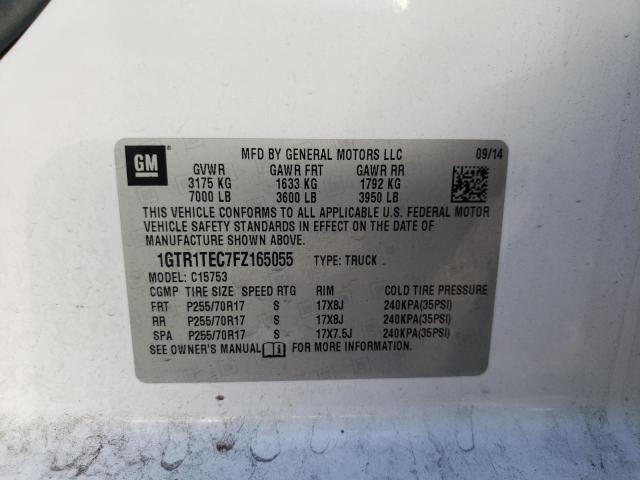 GM
MFD BY GENERAL MOTORS LLC 09/14
GVWR GAWR FRT GAWR RR
3175 KG 1633 KG 1792 KG
7000 LB 3600 LB 3950 LB
THIS VEHICLE CONFORMS TO ALL APPLICABLE U.S. FEDERAL MOTOR
VEHICLE SAFETY STANDARDS IN EFFECT ON THE DATE OF
MANUFACTURE SHOWN ABOVE.
1GTR1TEC7FZ165055 TYPE: TRUCK
MODEL: C15753
CGMP TIRE SIZE SPEED RTG RIM COLD TIRE PRESSURE
FRT P255/70R17 S 17X8J 240KPA(35PSI)
RR P255/70R17 S 17X8J 240KPA(35PSI)
SPA P255/70R17 S 17X7.5J 240KPA(35PSI)
SEE OWNER'S MANUAL FOR MORE INFORMATION.